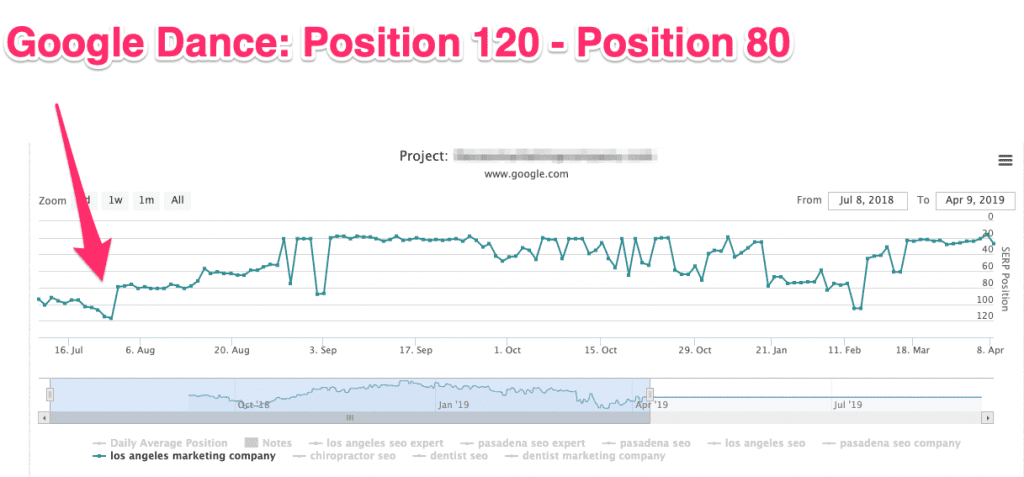 Google Dance: Position 120 - Position 80
Project:
www.google.com
Zoom 1w 1m All From Jul 8, 2018 To Apr 9, 2019
0
20
40
60
80
100
120
SERP Position
16. Jul 6. Aug 20. Aug 3. Sep 17. Sep 1. Oct 15. Oct 29. Oct 21. Jan 11. Feb 18. Mar 8. Apr
Oct '18 Jan '19 Apr '19 Jul '19
Daily Average Position Notes los angeles seo expert pasadena seo expert pasadena seo los angeles seo pasadena seo company
los angeles marketing company chiropractor seo dentist seo dentist marketing company